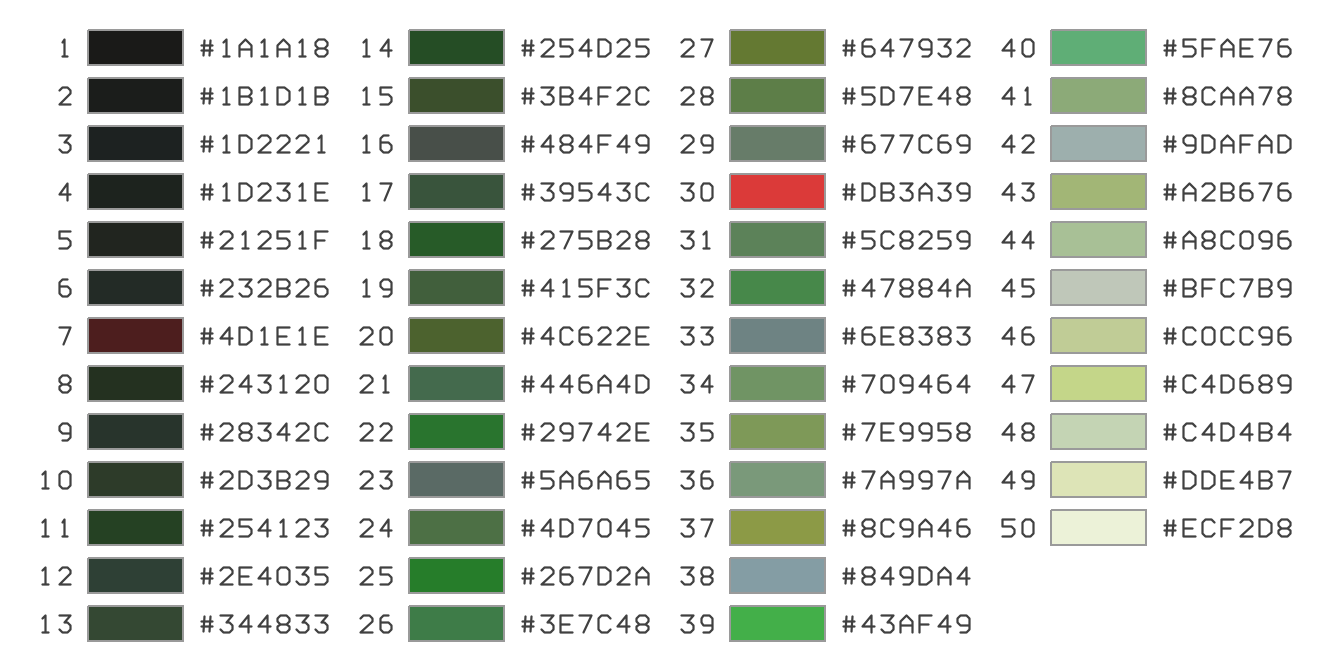 1 #1A1A18
2 #1B1D1B
3 #1D2221
4 #1D231E
5 #21251F
6 #232B26
7 #4D1E1E
8 #243120
9 #28342C
10 #2D3B29
11 #254123
12 #2E4035
13 #344833
14 #254D25
15 #3B4F2C
16 #484F49
17 #39543C
18 #275B28
19 #415F3C
20 #4C622E
21 #446A4D
22 #29742E
23 #5A6A65
24 #4D7045
25 #267D2A
26 #3E7C48
27 #647932
28 #5D7E48
29 #677C69
30 #DB3A39
31 #5C8259
32 #47884A
33 #6E8383
34 #709464
35 #7E9958
36 #7A997A
37 #8C9A46
38 #849DA4
39 #43AF49
40 #5FAE76
41 #8CAA78
42 #9DAFAD
43 #A2B676
44 #A8C096
45 #BFC7B9
46 #C0CC96
47 #C4D689
48 #C4D4B4
49 #DDE4B7
50 #ECF2D8